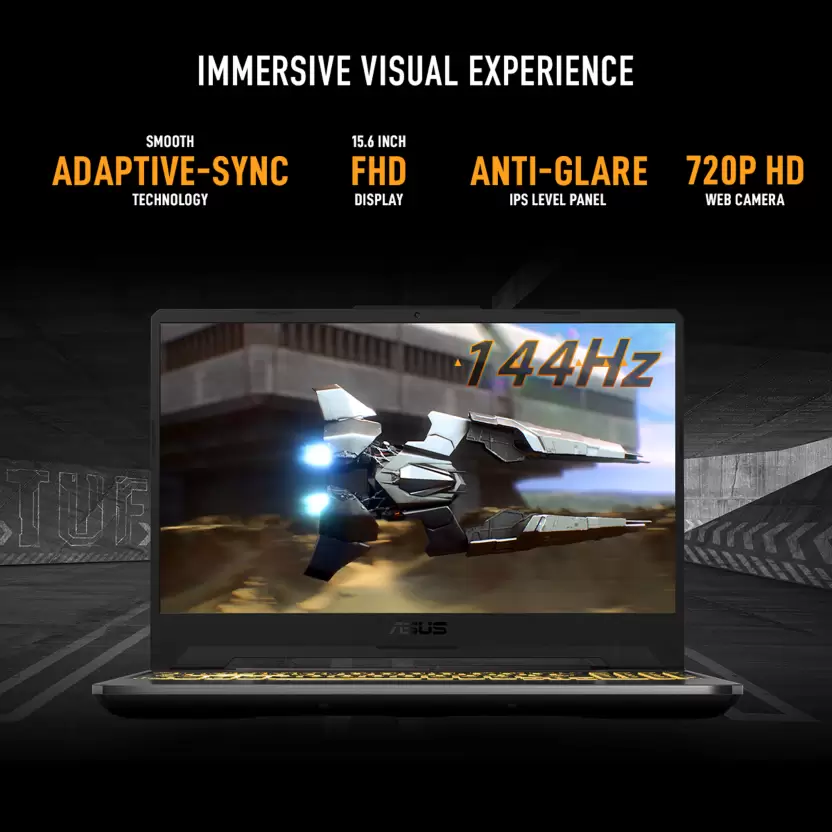 IMMERSIVE VISUAL EXPERIENCE
SMOOTH
ADAPTIVE-SYNC
TECHNOLOGY
15.6 INCH
FHD
DISPLAY
ANTI-GLARE
IPS LEVEL PANEL
720P HD
WEB CAMERA
144Hz
TUF
ASUS